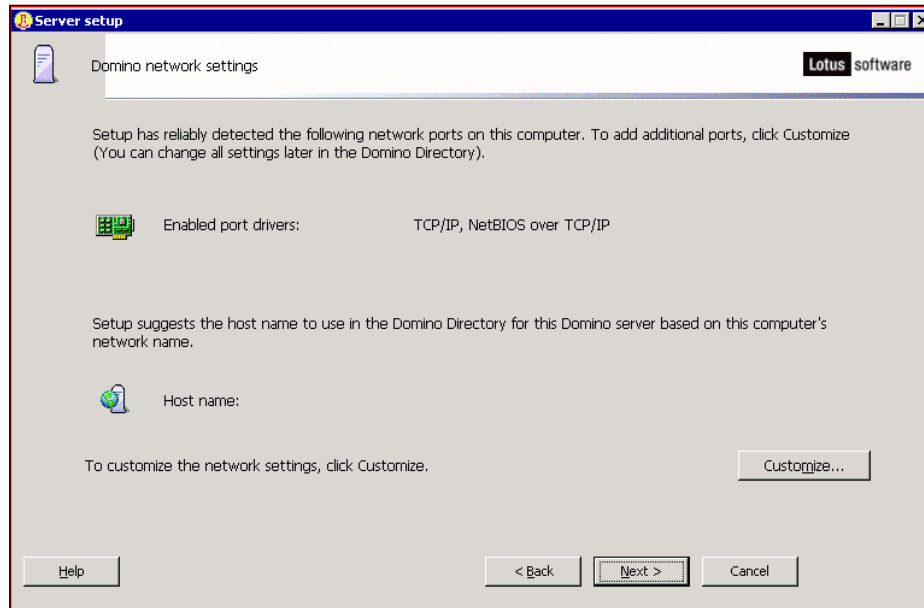 Server setup
Domino network settings
Lotus software
Setup has reliably detected the following network ports on this computer. To add additional ports, click Customize
(You can change all settings later in the Domino Directory).
Enabled port drivers: TCP/IP, NetBIOS over TCP/IP
Setup suggests the host name to use in the Domino Directory for this Domino server based on this computer's
network name.
Host name:
To customize the network settings, click Customize.
Customize...
Help
< Back
Next >
Cancel